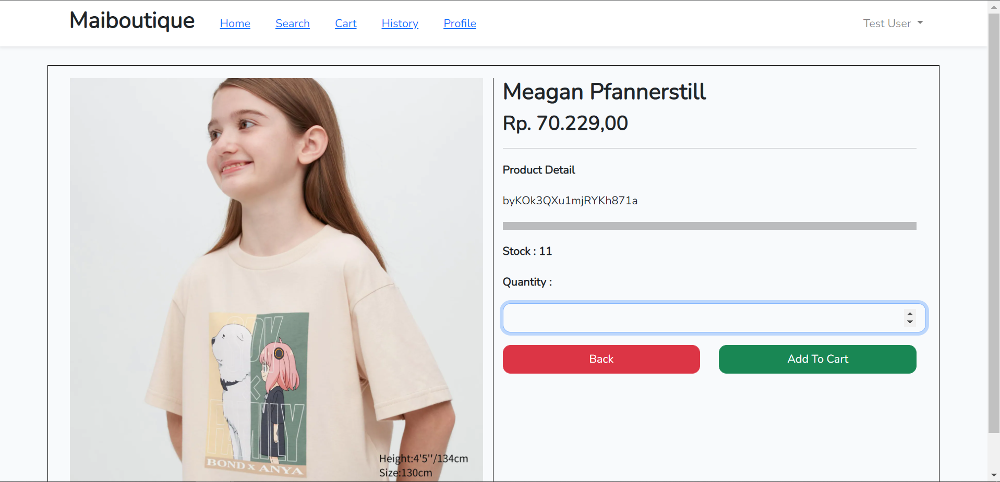 Maiboutique Home Search Cart History Profile Test User
Meagan Pfannerstill
Rp. 70.229,00
Product Detail
byKOk3QXu1mjRYKh871a
Stock : 11
Quantity :
Back Add To Cart
BOND x ANYA
Height:4'5''/134cm
Size:130cm